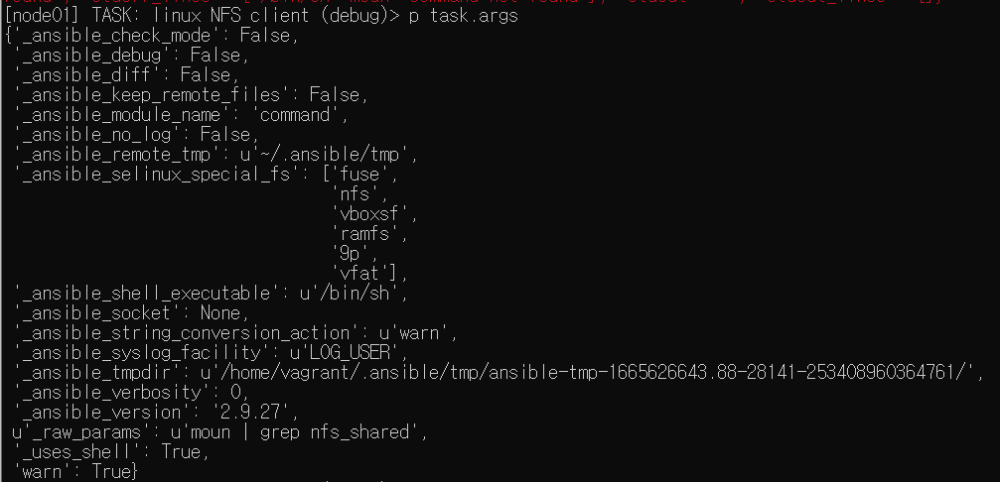 [node01] TASK: linux NFS client (debug)> p task.args
{'_ansible_check_mode': False,
'_ansible_debug': False,
'_ansible_diff': False,
'_ansible_keep_remote_files': False,
'_ansible_module_name': 'command',
'_ansible_no_log': False,
'_ansible_remote_tmp': u'~/.ansible/tmp',
'_ansible_selinux_special_fs': ['fuse',
'nfs',
'vboxsf',
'ramfs',
'9p',
'vfat'],
'_ansible_shell_executable': u'/bin/sh',
'_ansible_socket': None,
'_ansible_string_conversion_action': u'warn',
'_ansible_syslog_facility': u'LOG_USER',
'_ansible_tmpdir': u'/home/vagrant/.ansible/tmp/ansible-tmp-1665626643.88-28141-253408960364761/',
'_ansible_verbosity': 0,
'_ansible_version': '2.9.27',
u'_raw_params': u'moun | grep nfs_shared',
'_uses_shell': True,
'warn': True}